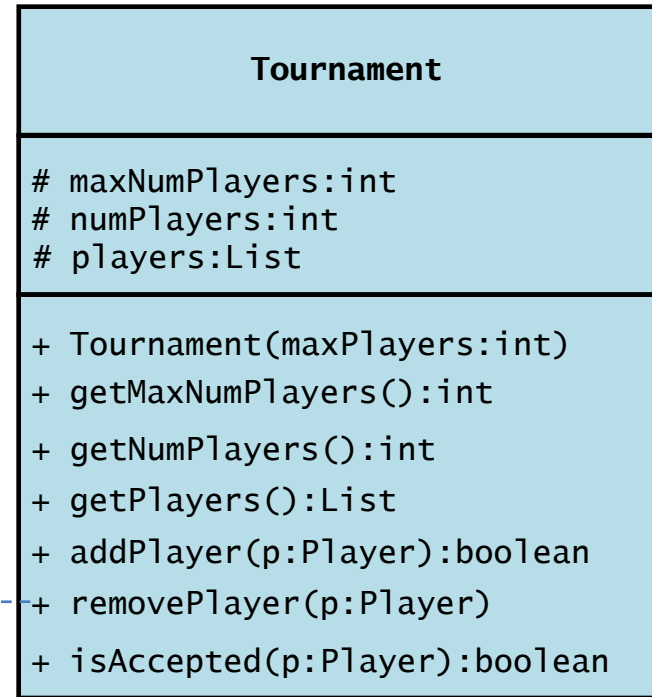 Tournament
# maxNumPlayers:int
# numPlayers:int
# players:List
+ Tournament(maxPlayers:int)
+ getMaxNumPlayers():int
+ getNumPlayers():int
+ getPlayers():List
+ addPlayer(p:Player):boolean
+ removePlayer(p:Player)
+ isAccepted(p:Player):boolean